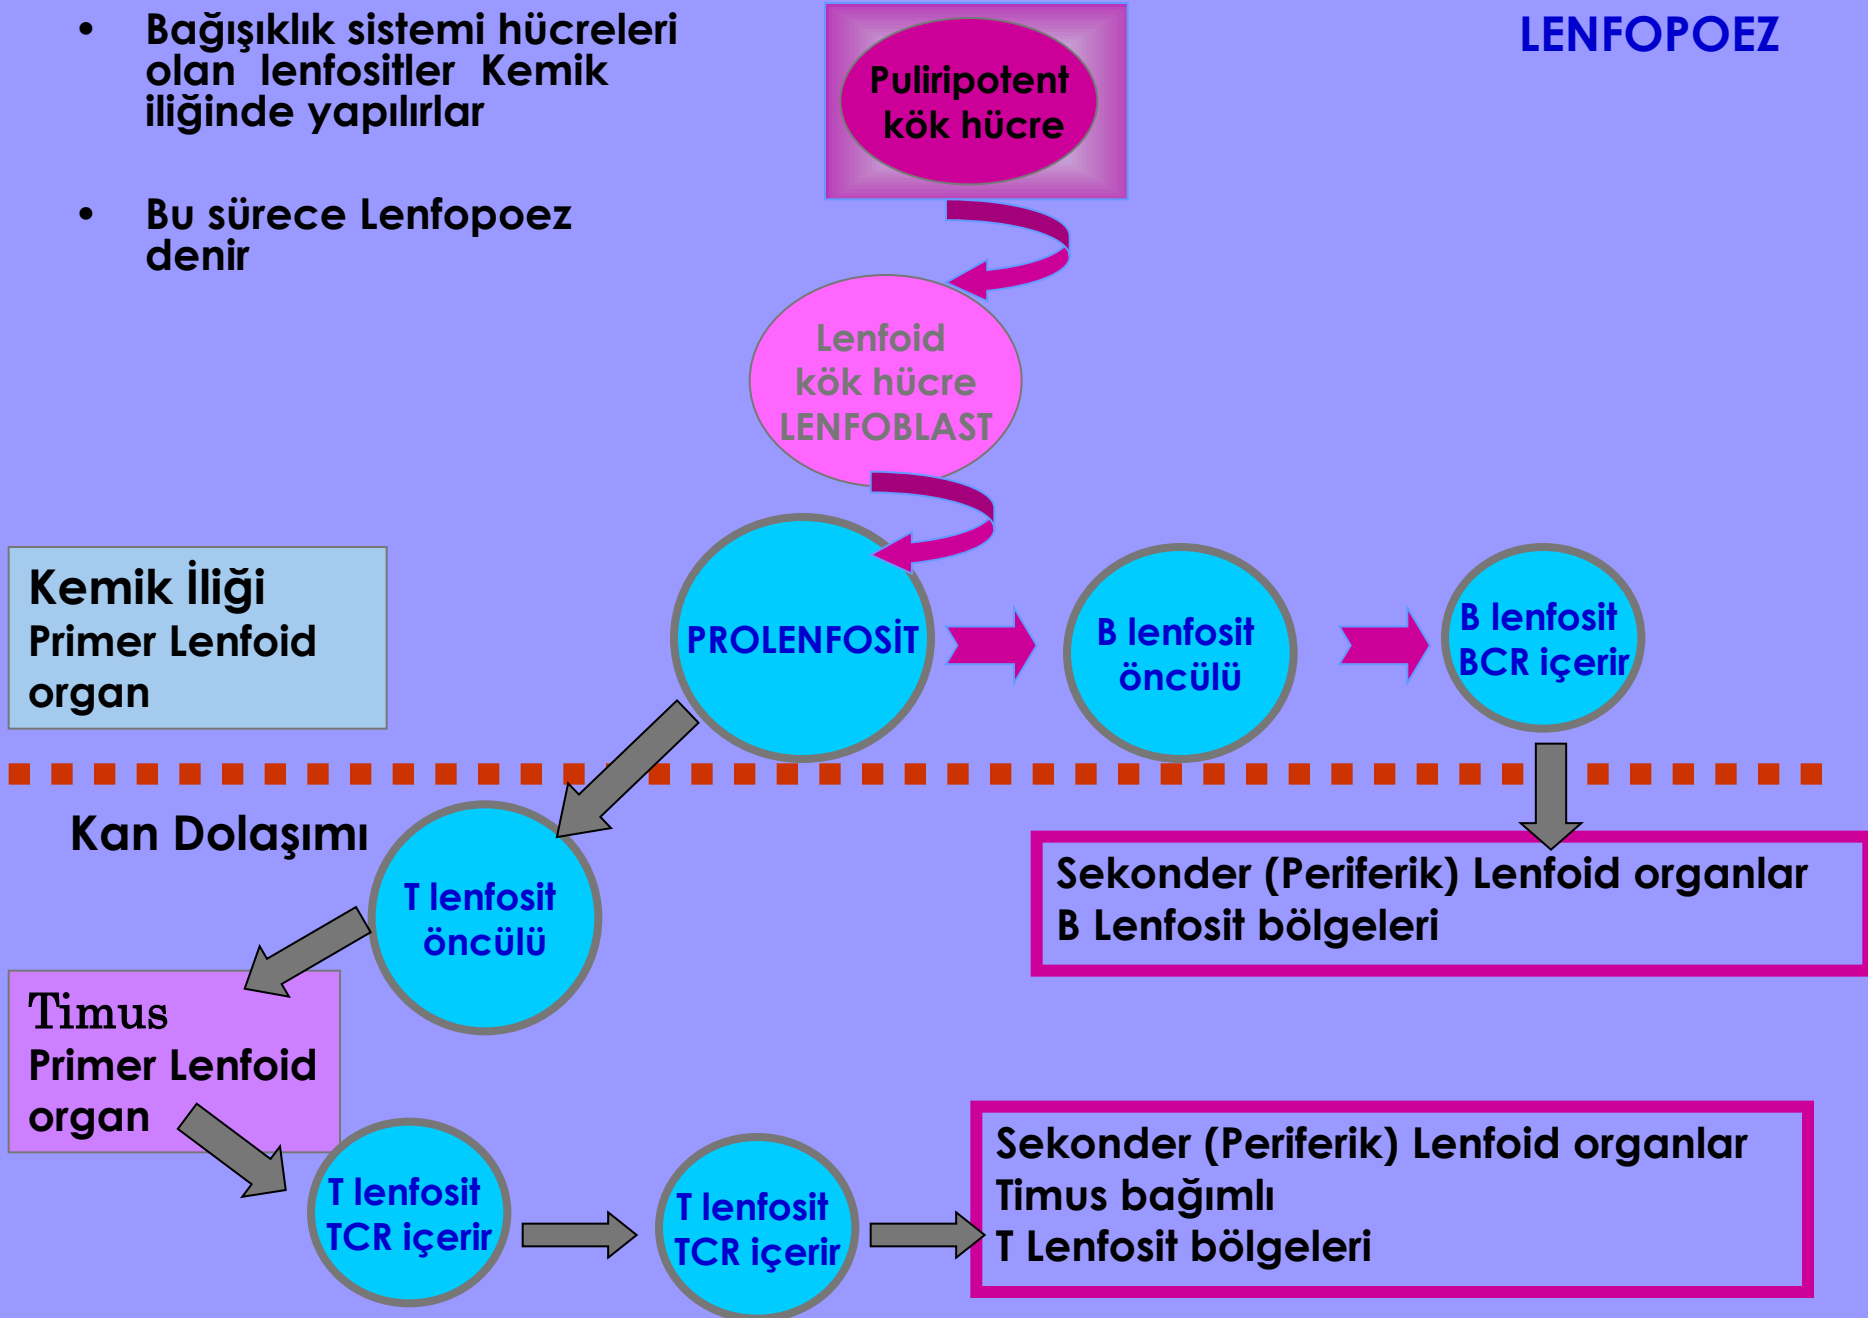 LENFOPOEZ
• Bağışıklık sistemi hücreleri
olan lenfositler Kemik
iliğinde yapılırlar
• Bu sürece Lenfopoez
denir
Puliripotent
kök hücre
Lenfoid
kök hücre
LENFOBLAST
Kemik İliği
Primer Lenfoid
organ
PROLENFOSİT
B lenfosit
öncülü
B lenfosit
BCR içerir
Kan Dolaşımı
T lenfosit
öncülü
Sekonder (Periferik) Lenfoid organlar
B Lenfosit bölgeleri
Timus
Primer Lenfoid
organ
T lenfosit
TCR içerir
T lenfosit
TCR içerir
Sekonder (Periferik) Lenfoid organlar
Timus bağımlı
T Lenfosit bölgeleri